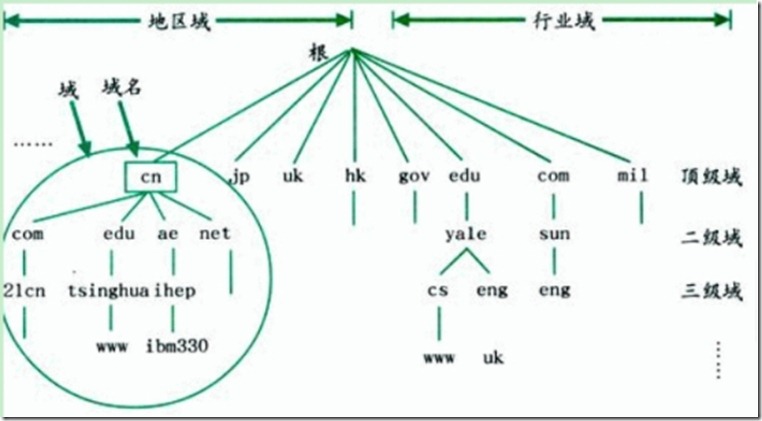 地区域 行业域
根
域 域名
……
cn jp uk hk gov edu com mil 顶级域
com edu ae net yale sun 二级域
21cn tsinghua ihep cs eng eng 三级域
www ibm330 www uk
……